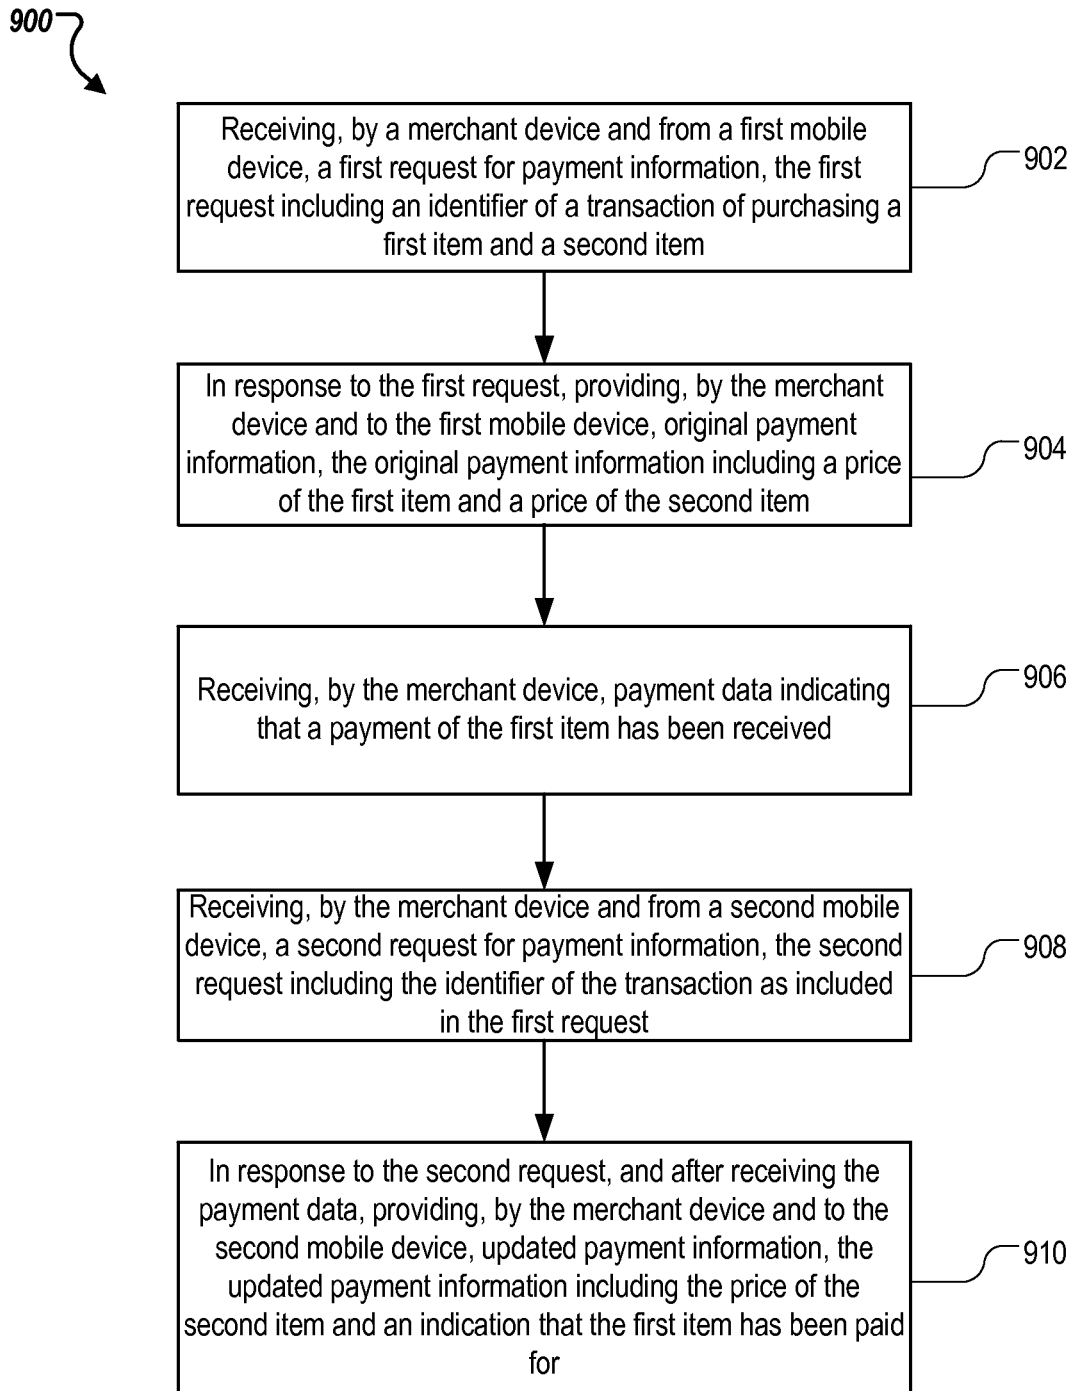 900
Receiving, by a merchant device and from a first mobile
device, a first request for payment information, the first
request including an identifier of a transaction of purchasing a
first item and a second item
902
In response to the first request, providing, by the merchant
device and to the first mobile device, original payment
information, the original payment information including a price
of the first item and a price of the second item
904
Receiving, by the merchant device, payment data indicating
that a payment of the first item has been received
906
Receiving, by the merchant device and from a second mobile
device, a second request for payment information, the second
request including the identifier of the transaction as included
in the first request
908
In response to the second request, and after receiving the
payment data, providing, by the merchant device and to the
second mobile device, updated payment information, the
updated payment information including the price of the
second item and an indication that the first item has been paid
for
910